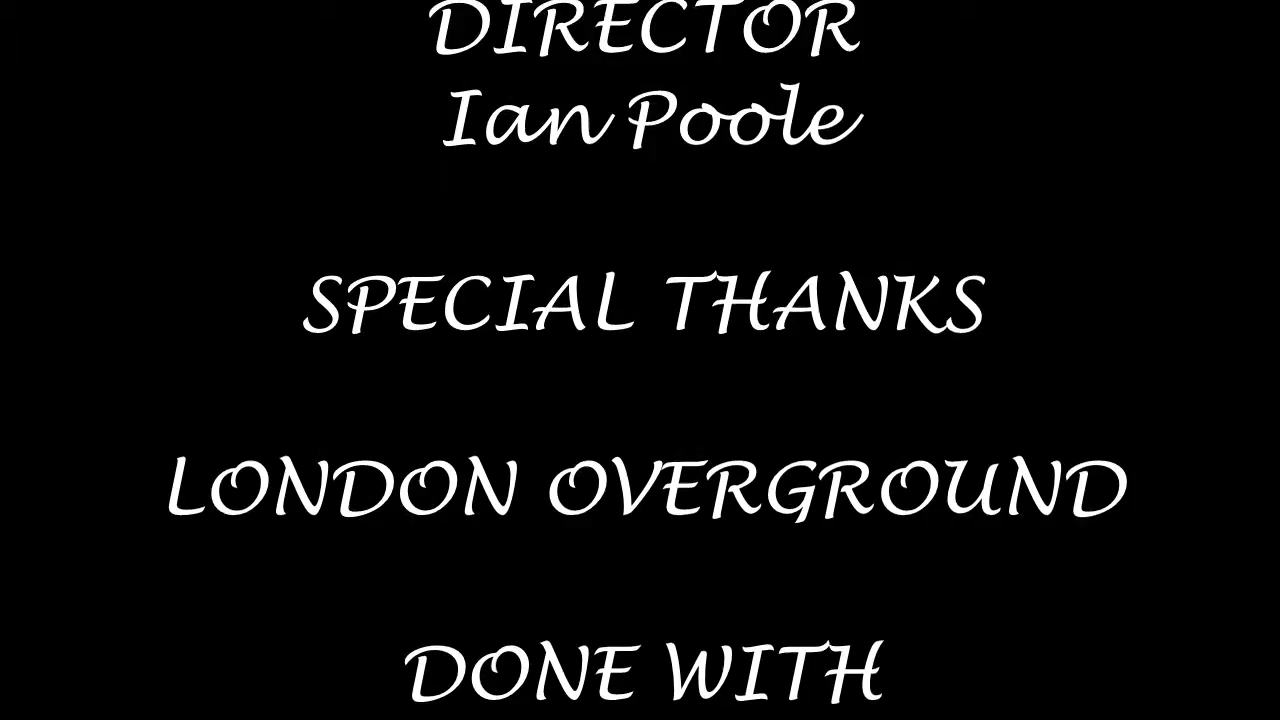 DIRECTOR
Ian Poole
SPECIAL THANKS
LONDON OVERGROUND
DONE WITH